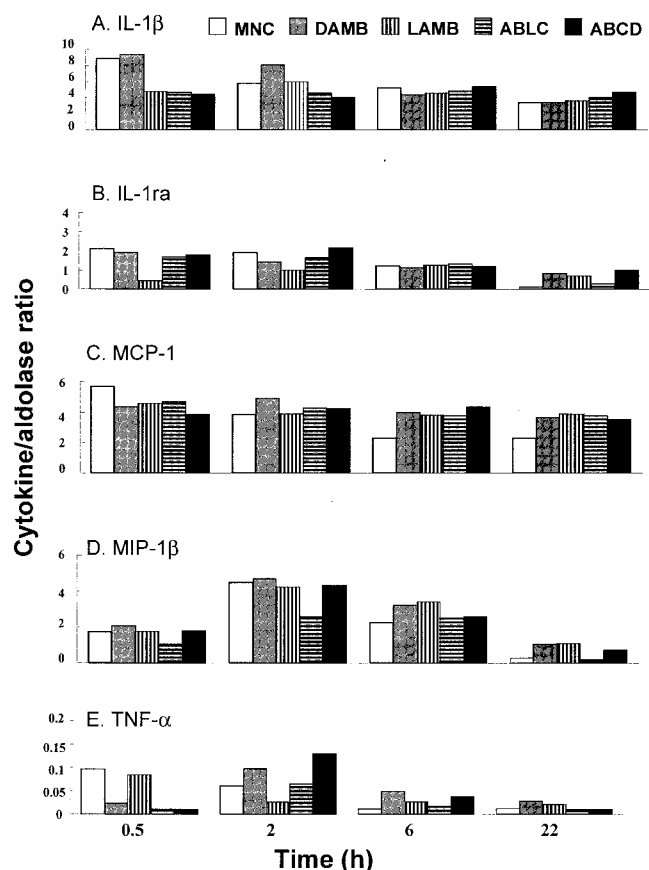 A. IL-1β
MNC DAMB LAMB ABLC ABCD
10
8
6
4
2
0
B. IL-1ra
4
3
2
1
0
C. MCP-1
6
4
2
0
D. MIP-1β
6
4
2
0
E. TNF-α
0.2
0.15
0.1
0.05
0
0.5 2 6 22
Time (h)
Cytokine/aldolase ratio